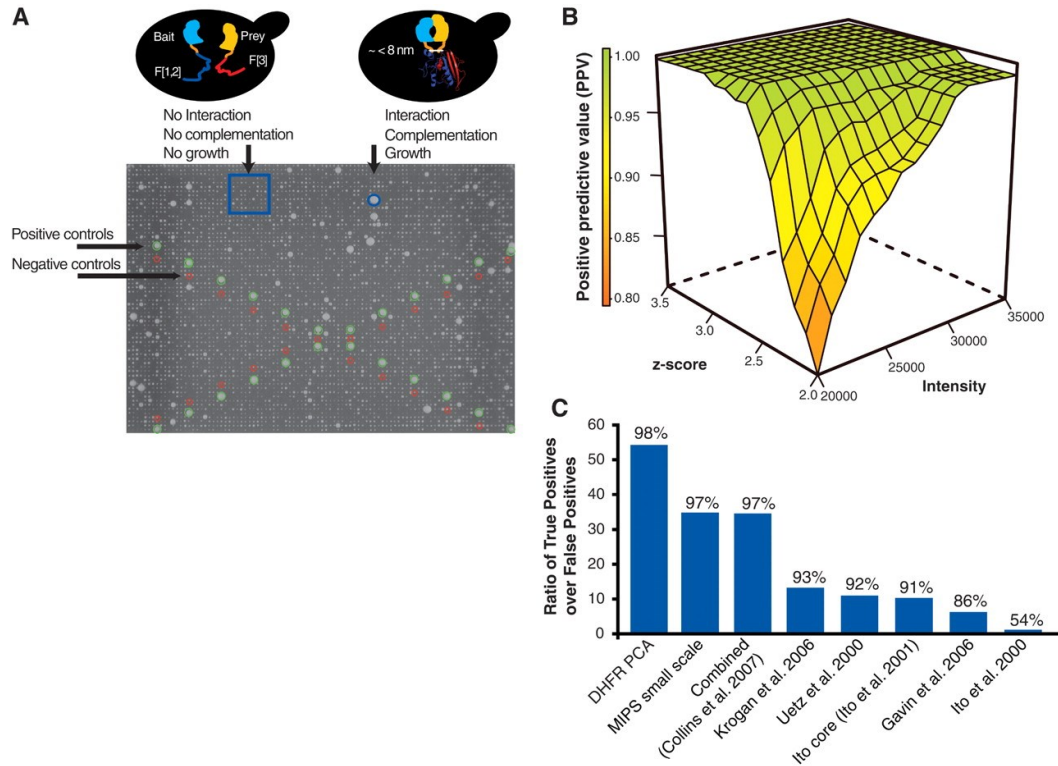 A
Bait
Prey
F[1,2]
F[3]
~ < 8 nm
No Interaction
No complementation
No growth
Interaction
Complementation
Growth
Positive controls
Negative controls
B
Positive predictive value (PPV)
1.00
0.95
0.90
0.85
0.80
3.5
3.0
2.5
2.0
z-score
20000
25000
30000
35000
Intensity
C
Ratio of True Positives
over False Positives
60
50
40
30
20
10
0
98%
97%
97%
93%
92%
91%
86%
54%
DHFR PCA
MIPS small scale
Combined
(Collins et al. 2007)
Krogan et al. 2006
Uetz et al. 2000
Ito core (Ito et al. 2001)
Gavin et al. 2006
Ito et al. 2000